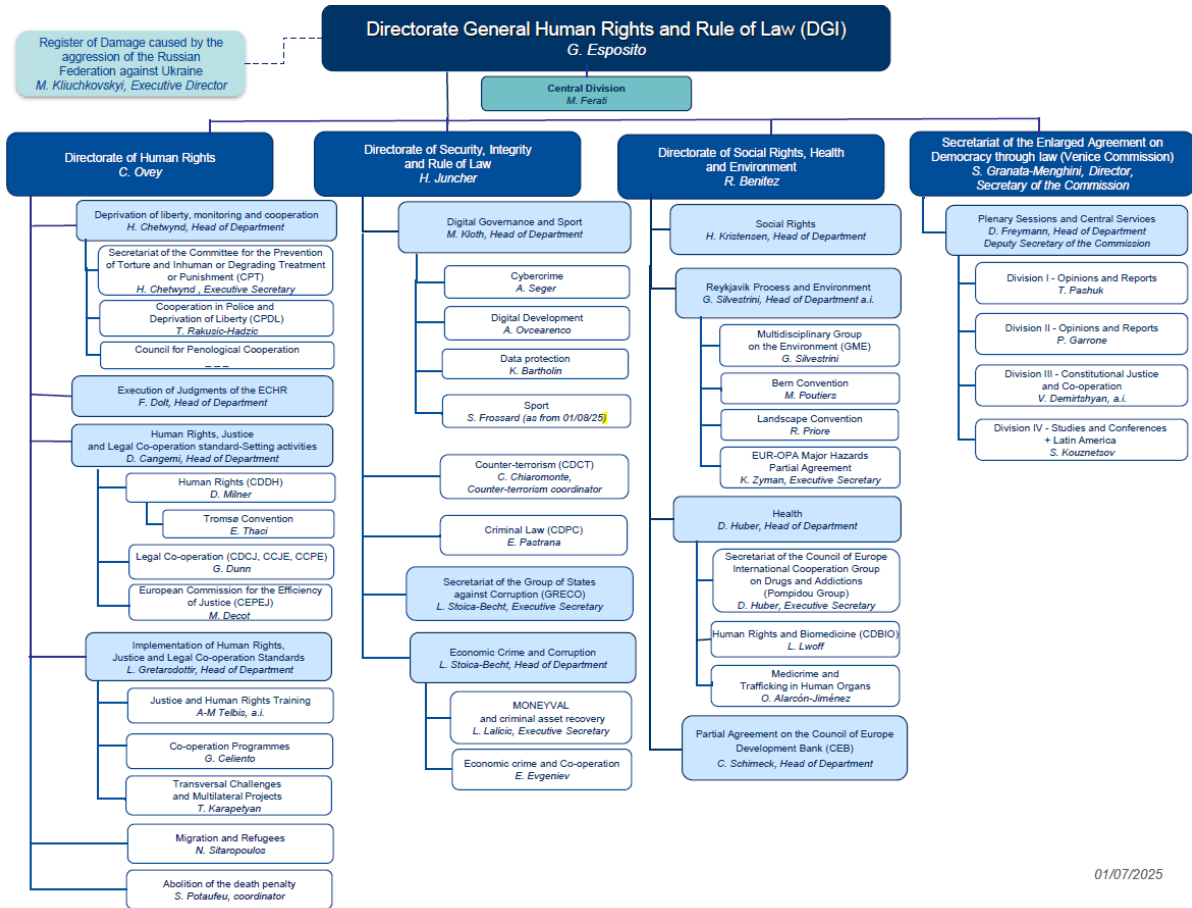 Directorate General Human Rights and Rule of Law (DGI)
G. Esposito
Register of Damage caused by the
aggression of the Russian
Federation against Ukraine
M. Kliuchkovskyi, Executive Director
Central Division
M. Ferati
Directorate of Human Rights
C. Ovey
Deprivation of liberty, monitoring and cooperation
H. Chetwynd, Head of Department
Secretariat of the Committee for the Prevention
of Torture and Inhuman or Degrading Treatment
or Punishment (CPT)
H. Chetwynd , Executive Secretary
Cooperation in Police and
Deprivation of Liberty (CPDL)
T. Rakusic-Hadzic
Council for Penological Cooperation
_ _ _
Execution of Judgments of the ECHR
F. Dolt, Head of Department
Human Rights, Justice
and Legal Co-operation standard-Setting activities
D. Cangemi, Head of Department
Human Rights (CDDH)
D. Milner
Tromsø Convention
E. Thaci
Legal Co-operation (CDCJ, CCJE, CCPE)
G. Dunn
European Commission for the Efficiency
of Justice (CEPEJ)
M. Decot
Implementation of Human Rights,
Justice and Legal Co-operation Standards
L. Gretarsdottir, Head of Department
Justice and Human Rights Training
A-M Telbis, a.i.
Co-operation Programmes
G. Celiento
Transversal Challenges
and Multilateral Projects
T. Karapetyan
Migration and Refugees
N. Sitaropoulos
Abolition of the death penalty
S. Potaufeu, coordinator
Directorate of Security, Integrity
and Rule of Law
H. Juncher
Digital Governance and Sport
M. Kloth, Head of Department
Cybercrime
A. Seger
Digital Development
A. Ovcearenco
Data protection
K. Bartholin
Sport
S. Frossard (as from 01/08/25)
Counter-terrorism (CDCT)
C. Chiaromonte,
Counter-terrorism coordinator
Criminal Law (CDPC)
E. Pastrana
Secretariat of the Group of States
against Corruption (GRECO)
L. Stoica-Becht, Executive Secretary
Economic Crime and Corruption
L. Stoica-Becht, Head of Department
MONEYVAL
and criminal asset recovery
L. Lalicic, Executive Secretary
Economic crime and Co-operation
E. Evgeniev
Directorate of Social Rights, Health
and Environment
R. Benitez
Social Rights
H. Kristensen, Head of Department
Reykjavik Process and Environment
G. Silvestrini, Head of Department a.i.
Multidisciplinary Group
on the Environment (GME)
G. Silvestrini
Bern Convention
M. Poutiers
Landscape Convention
R. Priore
EUR-OPA Major Hazards
Partial Agreement
K. Zyman, Executive Secretary
Health
D. Huber, Head of Department
Secretariat of the Council of Europe
International Cooperation Group
on Drugs and Addictions
(Pompidou Group)
D. Huber, Executive Secretary
Human Rights and Biomedicine (CDBIO)
L. Lwoff
Medicrime and
Trafficking in Human Organs
O. Alarcón-Jiménez
Partial Agreement on the Council of Europe
Development Bank (CEB)
C. Schimeck, Head of Department
Secretariat of the Enlarged Agreement on
Democracy through law (Venice Commission)
S. Granata-Menghini, Director,
Secretary of the Commission
Plenary Sessions and Central Services
D. Freymann, Head of Department
Deputy Secretary of the Commission
Division I - Opinions and Reports
T. Pashuk
Division II - Opinions and Reports
P. Garrone
Division III - Constitutional Justice
and Co-operation
V. Demirtshyan, a.i.
Division IV - Studies and Conferences
+ Latin America
S. Kouznetsov
01/07/2025